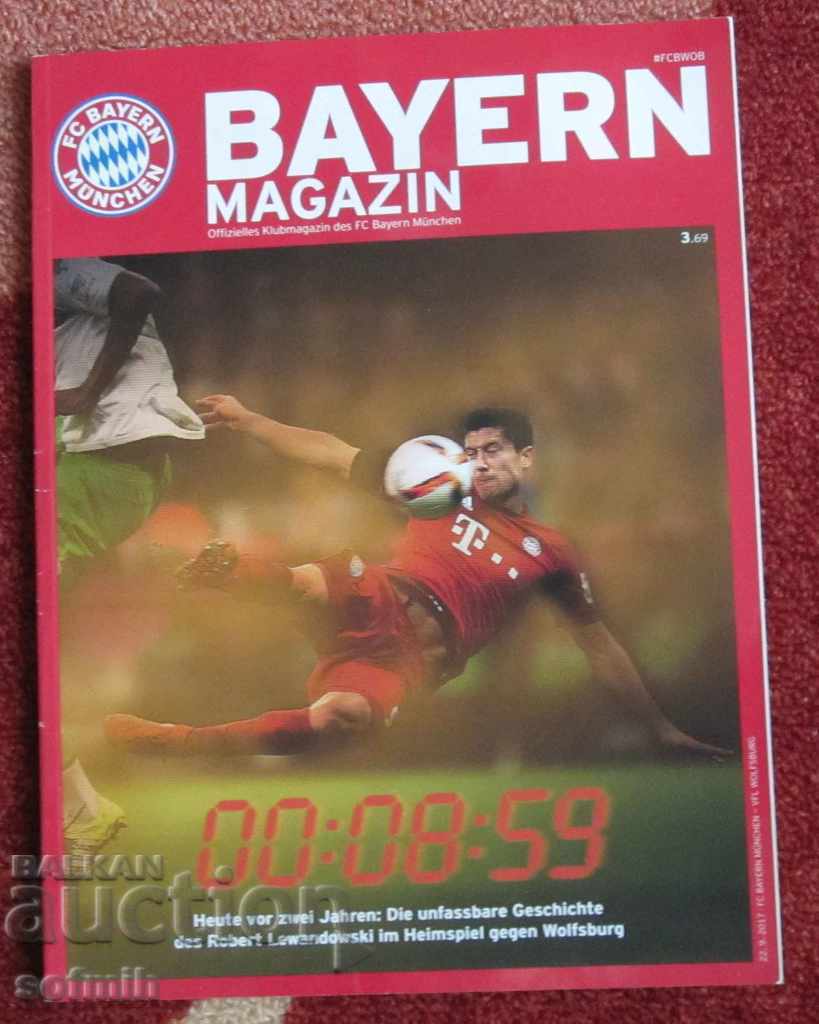 #FCBWOB
FC BAYERN
MÜNCHEN
BAYERN
MAGAZIN
Offizielles Klubmagazin des FC Bayern München
3.69
T
00:08:59
Heute vor zwei Jahren: Die unfassbare Geschichte
des Robert Lewandowski im Heimspiel gegen Wolfsburg
22.9.2017 FC BAYERN MÜNCHEN – VFL WOLFSBURG
BALKAN
auction
sofmih